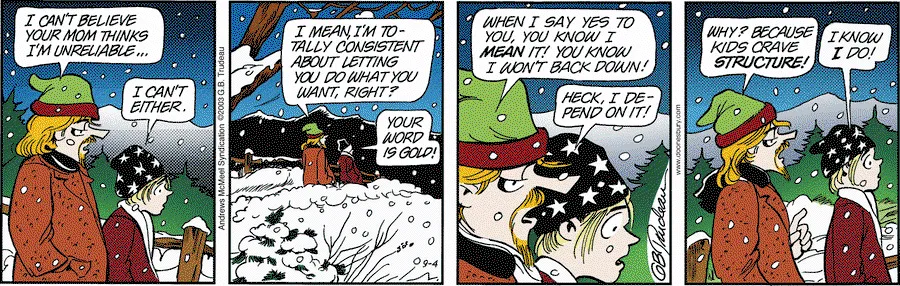 I CAN'T BELIEVE
YOUR MOM THINKS
I'M UNRELIABLE...
I CAN'T
EITHER.
Andrews McMeel Syndication ©2003 G.B. Trudeau
I MEAN, I'M TO-
TALLY CONSISTENT
ABOUT LETTING
YOU DO WHAT YOU
WANT, RIGHT?
YOUR
WORD
IS GOLD!
9-4
WHEN I SAY YES TO
YOU, YOU KNOW I
MEAN IT! YOU KNOW
I WON'T BACK DOWN!
HECK, I DE-
PEND ON IT!
GBTrudeau
www.doonesbury.com
WHY? BECAUSE
KIDS CRAVE
STRUCTURE!
I KNOW
I DO!